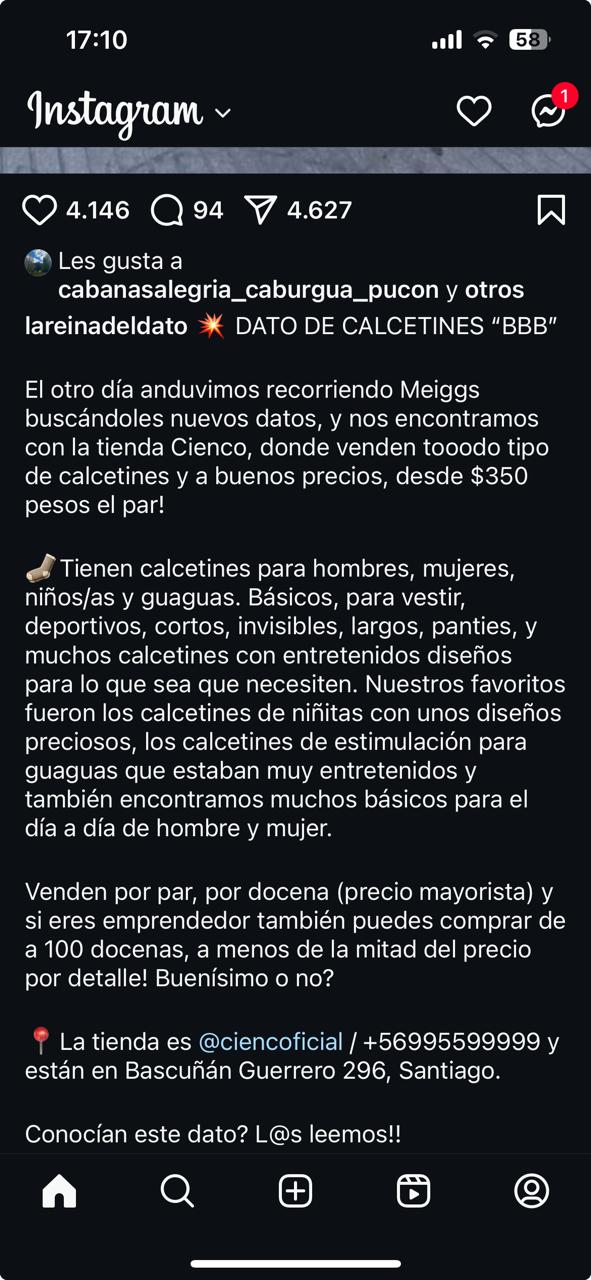 17:10
58
Instagram
1
4.146 94 4.627
Les gusta a
cabanasalegria_caburgua_pucon y otros
lareinadeldato 💥 DATO DE CALCETINES “BBB”
El otro día anduvimos recorriendo Meiggs
buscándoles nuevos datos, y nos encontramos
con la tienda Cienco, donde venden tooodo tipo
de calcetines y a buenos precios, desde $350
pesos el par!
🧦Tienen calcetines para hombres, mujeres,
niños/as y guaguas. Básicos, para vestir,
deportivos, cortos, invisibles, largos, panties, y
muchos calcetines con entretenidos diseños
para lo que sea que necesiten. Nuestros favoritos
fueron los calcetines de niñitas con unos diseños
preciosos, los calcetines de estimulación para
guaguas que estaban muy entretenidos y
también encontramos muchos básicos para el
día a día de hombre y mujer.
Venden por par, por docena (precio mayorista) y
si eres emprendedor también puedes comprar de
a 100 docenas, a menos de la mitad del precio
por detalle! Buenísimo o no?
📍 La tienda es @ciencoficial / +56995599999 y
están en Bascuñán Guerrero 296, Santiago.
Conocían este dato? L@s leemos!!